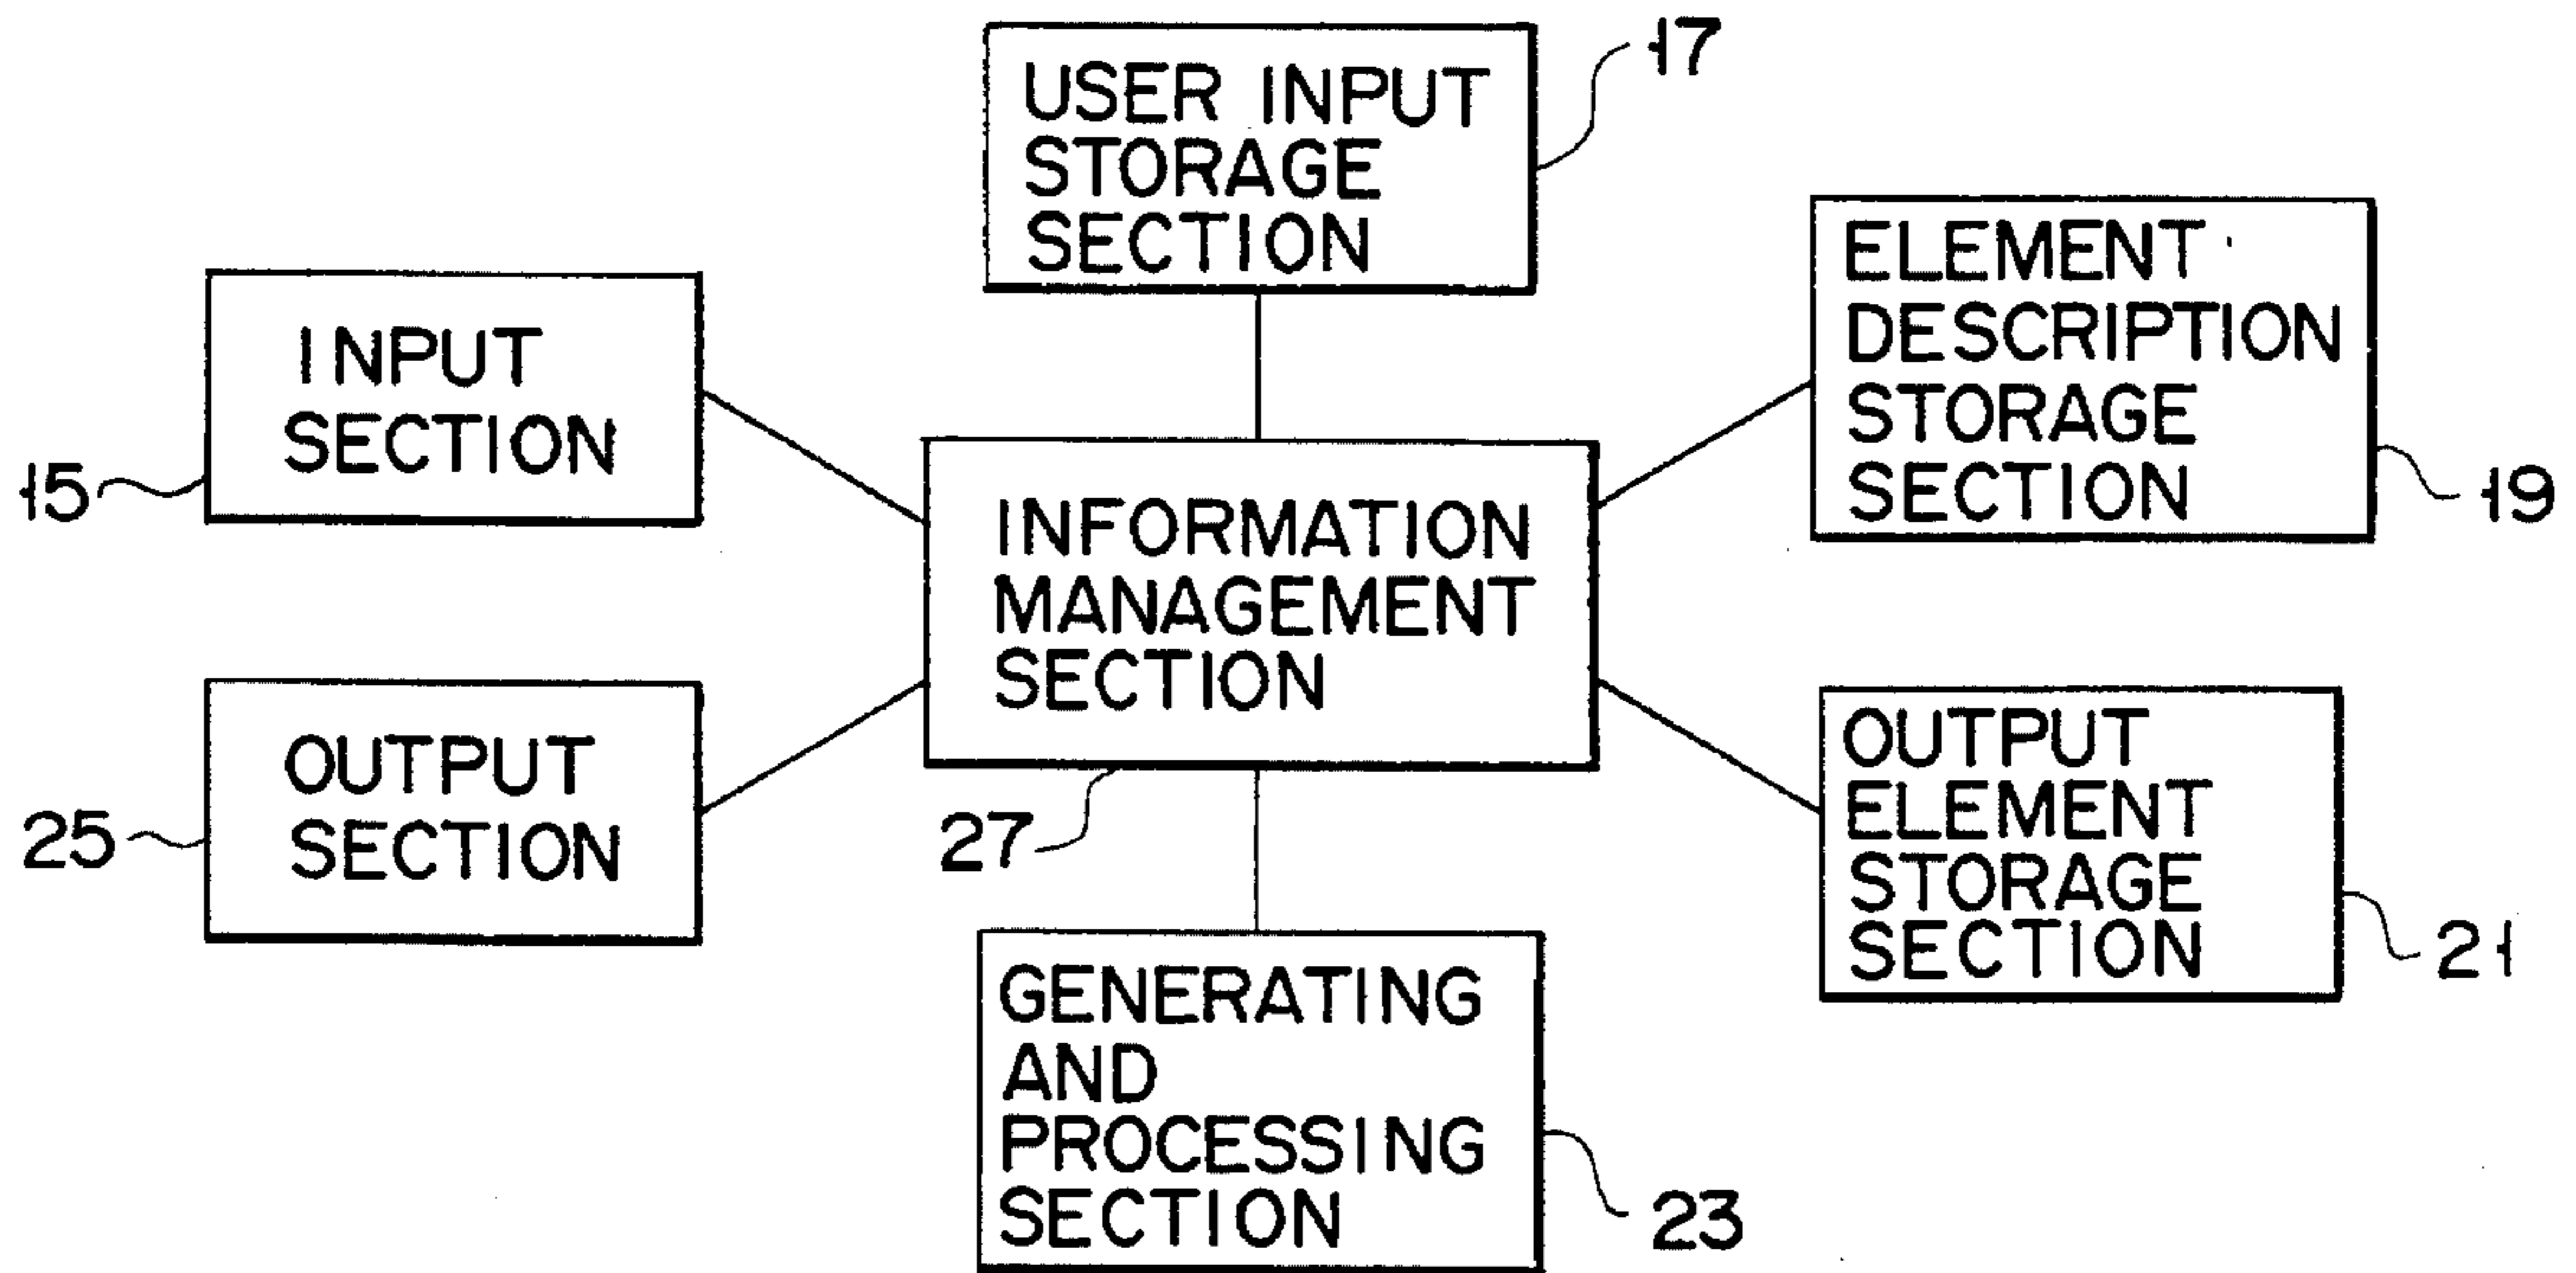 USER INPUT
STORAGE
SECTION
17
INPUT
SECTION
15
ELEMENT
DESCRIPTION
STORAGE
SECTION
19
INFORMATION
MANAGEMENT
SECTION
27
OUTPUT
SECTION
25
OUTPUT
ELEMENT
STORAGE
SECTION
21
GENERATING
AND
PROCESSING
SECTION
23